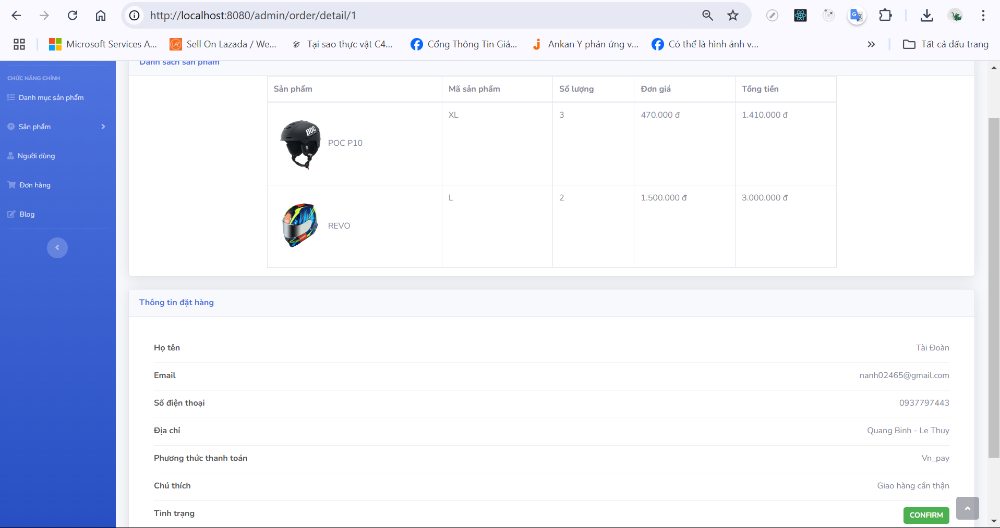 http://localhost:8080/admin/order/detail/1
Microsoft Services A...
Sell On Lazada / We...
Tại sao thực vật C4...
Cổng Thông Tin Giá...
Ankan Y phản ứng v...
Có thể là hình ảnh v...
Tất cả dấu trang
CHỨC NĂNG CHÍNH
Danh mục sản phẩm
Sản phẩm
Người dùng
Đơn hàng
Blog
Danh sách sản phẩm
Sản phẩm Mã sản phẩm Số lượng Đơn giá Tổng tiền
poc
POC P10 XL 3 470.000 đ 1.410.000 đ
REVO L 2 1.500.000 đ 3.000.000 đ
Thông tin đặt hàng
Họ tên Tài Đoàn
Email nanh02465@gmail.com
Số điện thoại 0937797443
Địa chỉ Quang Binh - Le Thuy
Phương thức thanh toán Vn_pay
Chú thích Giao hàng cẩn thận
Tình trạng CONFIRM